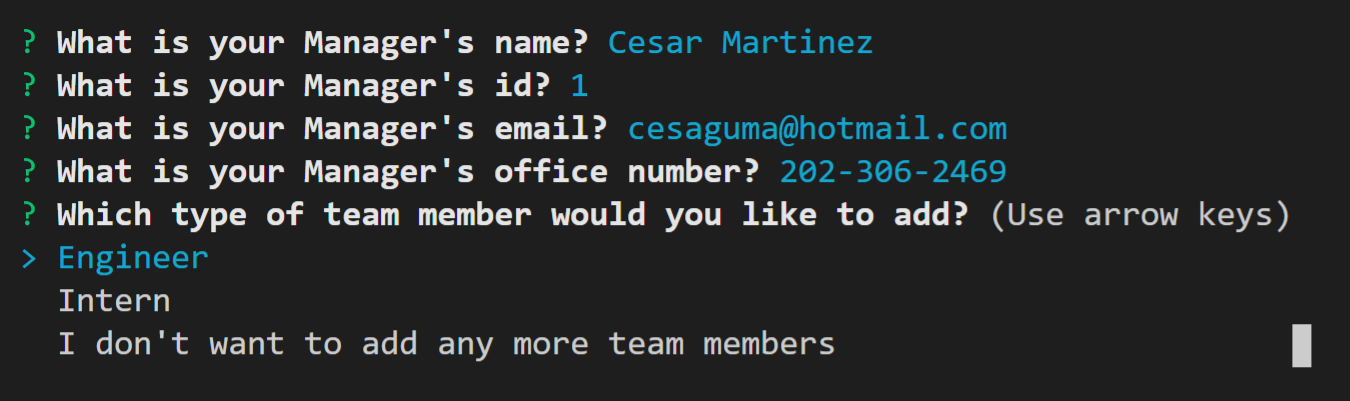 ? What is your Manager's name? Cesar Martinez
? What is your Manager's id? 1
? What is your Manager's email? cesaguma@hotmail.com
? What is your Manager's office number? 202-306-2469
? Which type of team member would you like to add? (Use arrow keys)
> Engineer
  Intern
  I don't want to add any more team members